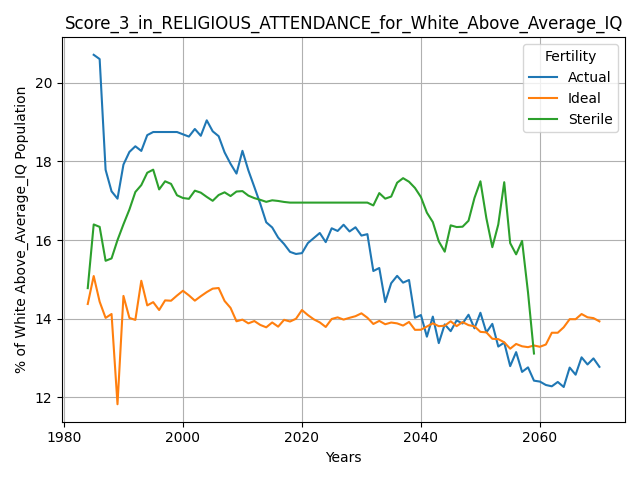 Score_3_in_RELIGIOUS_ATTENDANCE_for_White_Above_Average_IQ
% of White Above_Average_IQ Population
20
18
16
14
12
Fertility
Actual
Ideal
Sterile
1980
2000
2020
2040
2060
Years